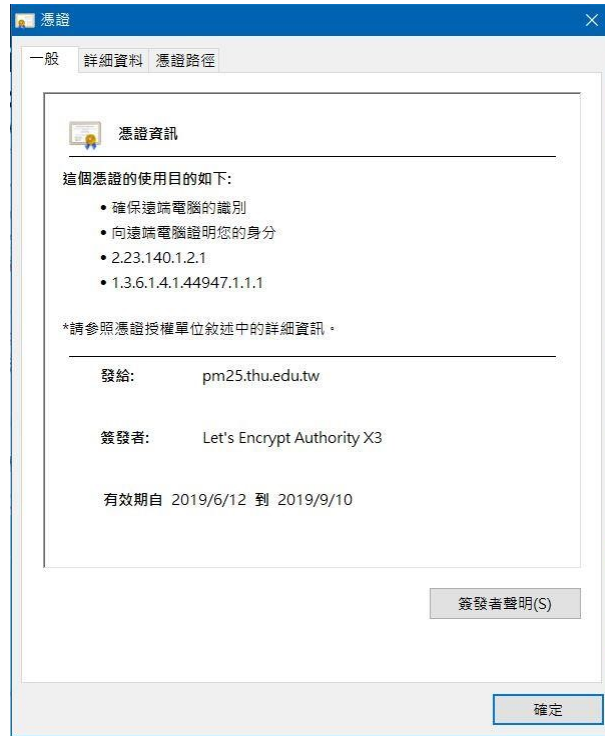 憑證
一般 詳細資料 憑證路徑
憑證資訊
這個憑證的使用目的如下:
• 確保遠端電腦的識別
• 向遠端電腦證明您的身分
• 2.23.140.1.2.1
• 1.3.6.1.4.1.44947.1.1.1
*請參照憑證授權單位敘述中的詳細資訊。
發給: pm25.thu.edu.tw
簽發者: Let's Encrypt Authority X3
有效期自 2019/6/12 到 2019/9/10
簽發者聲明(S)
確定